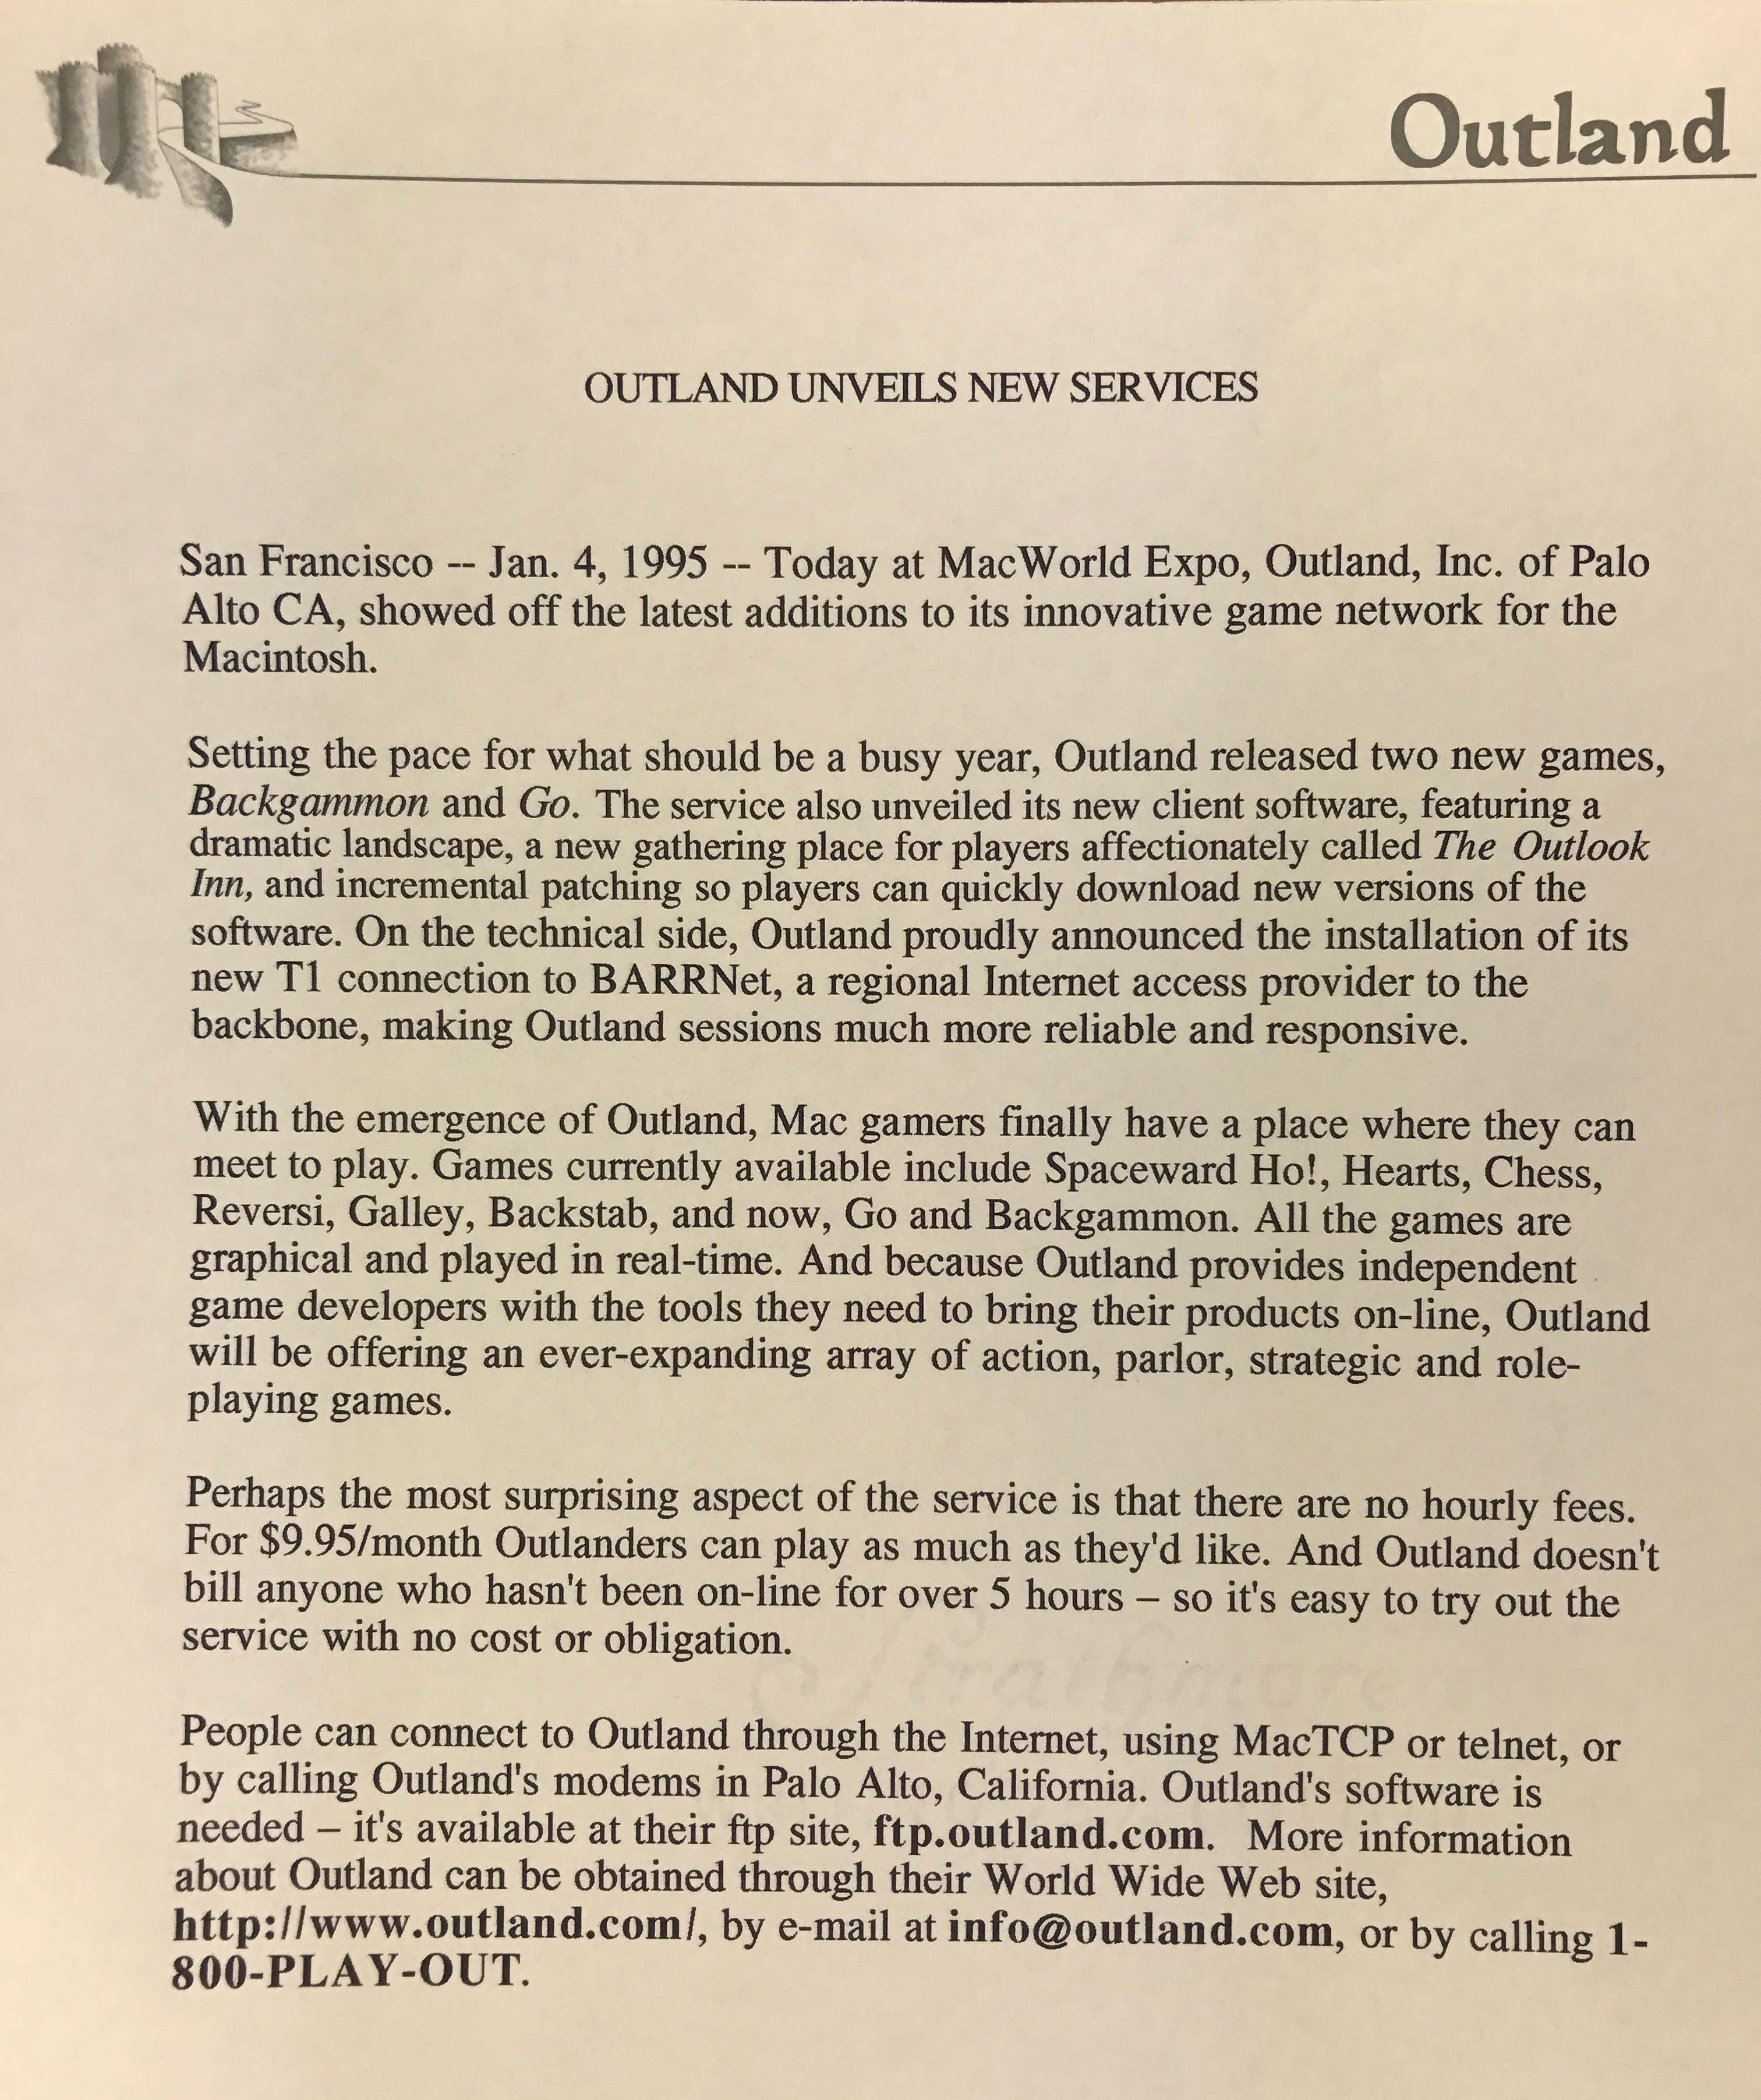 Outland
OUTLAND UNVEILS NEW SERVICES
San Francisco -- Jan. 4, 1995 -- Today at MacWorld Expo, Outland, Inc. of Palo
Alto CA, showed off the latest additions to its innovative game network for the
Macintosh.
Setting the pace for what should be a busy year, Outland released two new games,
Backgammon and Go. The service also unveiled its new client software, featuring a
dramatic landscape, a new gathering place for players affectionately called The Outlook
Inn, and incremental patching so players can quickly download new versions of the
software. On the technical side, Outland proudly announced the installation of its
new T1 connection to BARRNet, a regional Internet access provider to the
backbone, making Outland sessions much more reliable and responsive.
With the emergence of Outland, Mac gamers finally have a place where they can
meet to play. Games currently available include Spaceward Ho!, Hearts, Chess,
Reversi, Galley, Backstab, and now, Go and Backgammon. All the games are
graphical and played in real-time. And because Outland provides independent
game developers with the tools they need to bring their products on-line, Outland
will be offering an ever-expanding array of action, parlor, strategic and role-
playing games.
Perhaps the most surprising aspect of the service is that there are no hourly fees.
For $9.95/month Outlanders can play as much as they'd like. And Outland doesn't
bill anyone who hasn't been on-line for over 5 hours – so it's easy to try out the
service with no cost or obligation.
Strathmore
People can connect to Outland through the Internet, using MacTCP or telnet, or
by calling Outland's modems in Palo Alto, California. Outland's software is
needed – it's available at their ftp site, ftp.outland.com. More information
about Outland can be obtained through their World Wide Web site,
http://www.outland.com/, by e-mail at info@outland.com, or by calling 1-
800-PLAY-OUT.